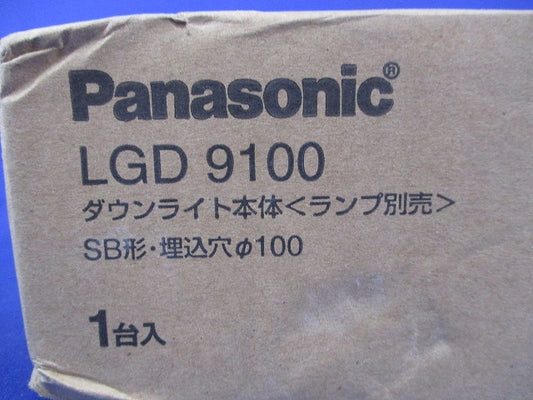 Panasonic®
LGD 9100
ダウンライト本体<ランプ別売>
SB形・埋込穴φ100
1台入